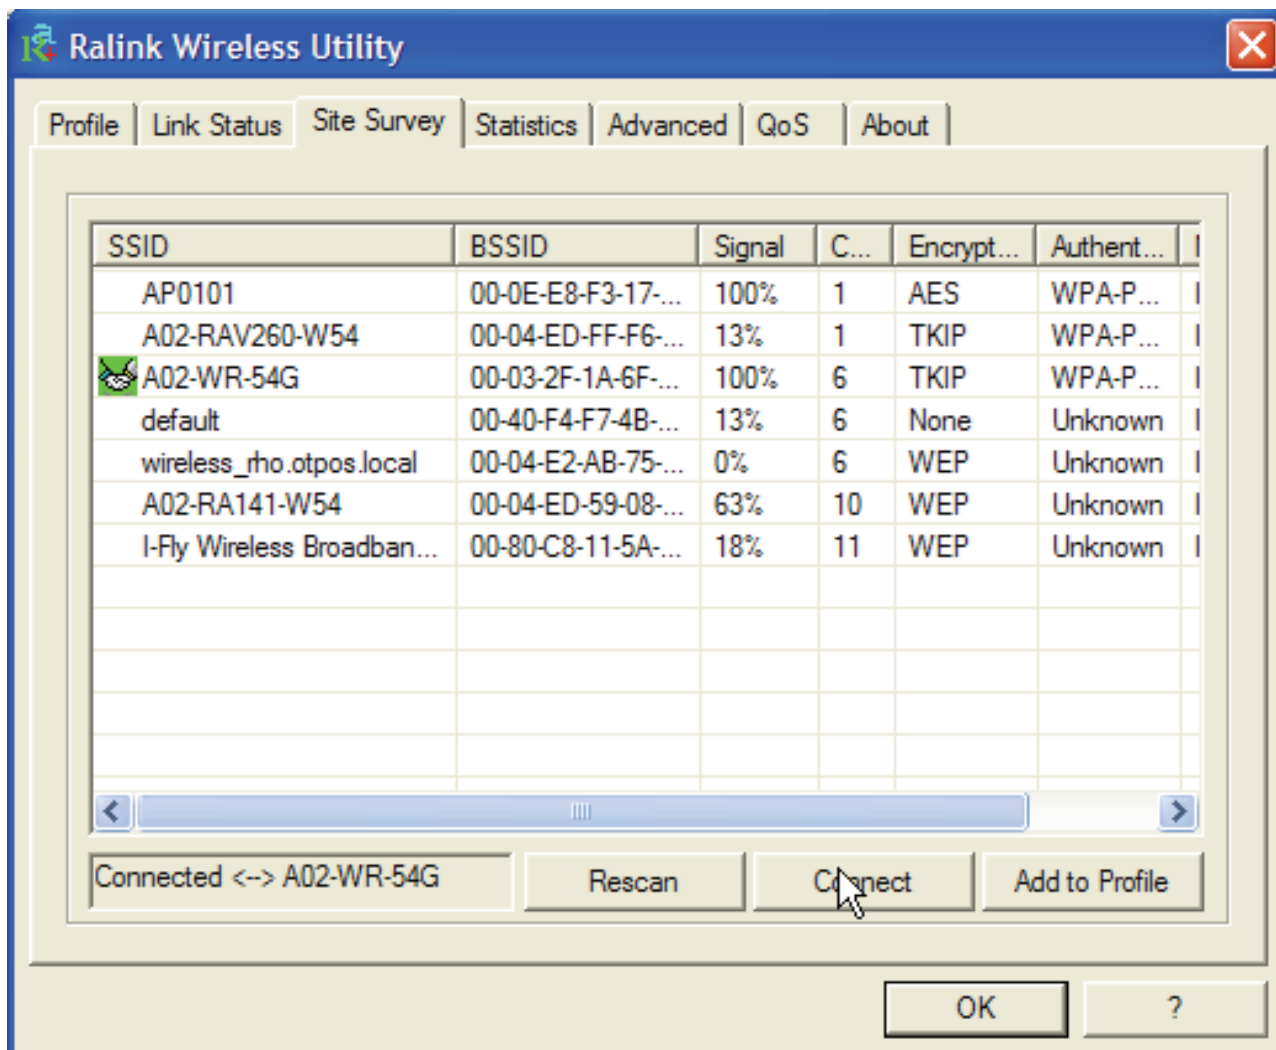 Ralink Wireless Utility
Profile Link Status Site Survey Statistics Advanced QoS About
SSID BSSID Signal C... Encrypt... Authent...
AP0101 00-0E-E8-F3-17-... 100% 1 AES WPA-P...
A02-RAV260-W54 00-04-ED-FF-F6-... 13% 1 TKIP WPA-P...
A02-WR-54G 00-03-2F-1A-6F-... 100% 6 TKIP WPA-P...
default 00-40-F4-F7-4B-... 13% 6 None Unknown
wireless_rho.otpos.local 00-04-E2-AB-75-... 0% 6 WEP Unknown
A02-RA141-W54 00-04-ED-59-08-... 63% 10 WEP Unknown
I-Fly Wireless Broadban... 00-80-C8-11-5A-... 18% 11 WEP Unknown
Connected <--> A02-WR-54G Rescan Connect Add to Profile
OK ?